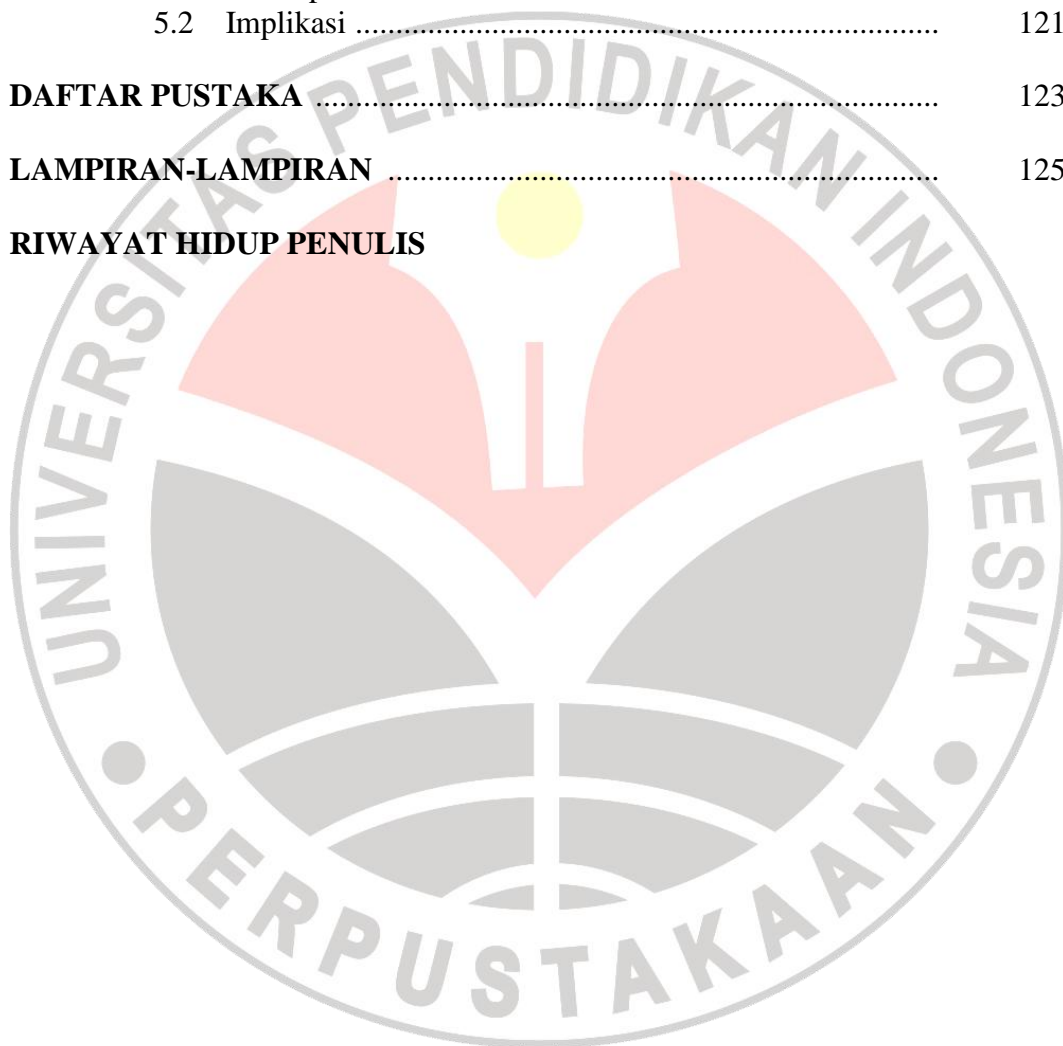 5.2 Implikasi ........................................................................ 121
DAFTAR PUSTAKA ............................................................................ 123
LAMPIRAN-LAMPIRAN ................................................................... 125
RIWAYAT HIDUP PENULIS
UNIVERSITAS PENDIDIKAN INDONESIA
• PERPUSTAKAAN •